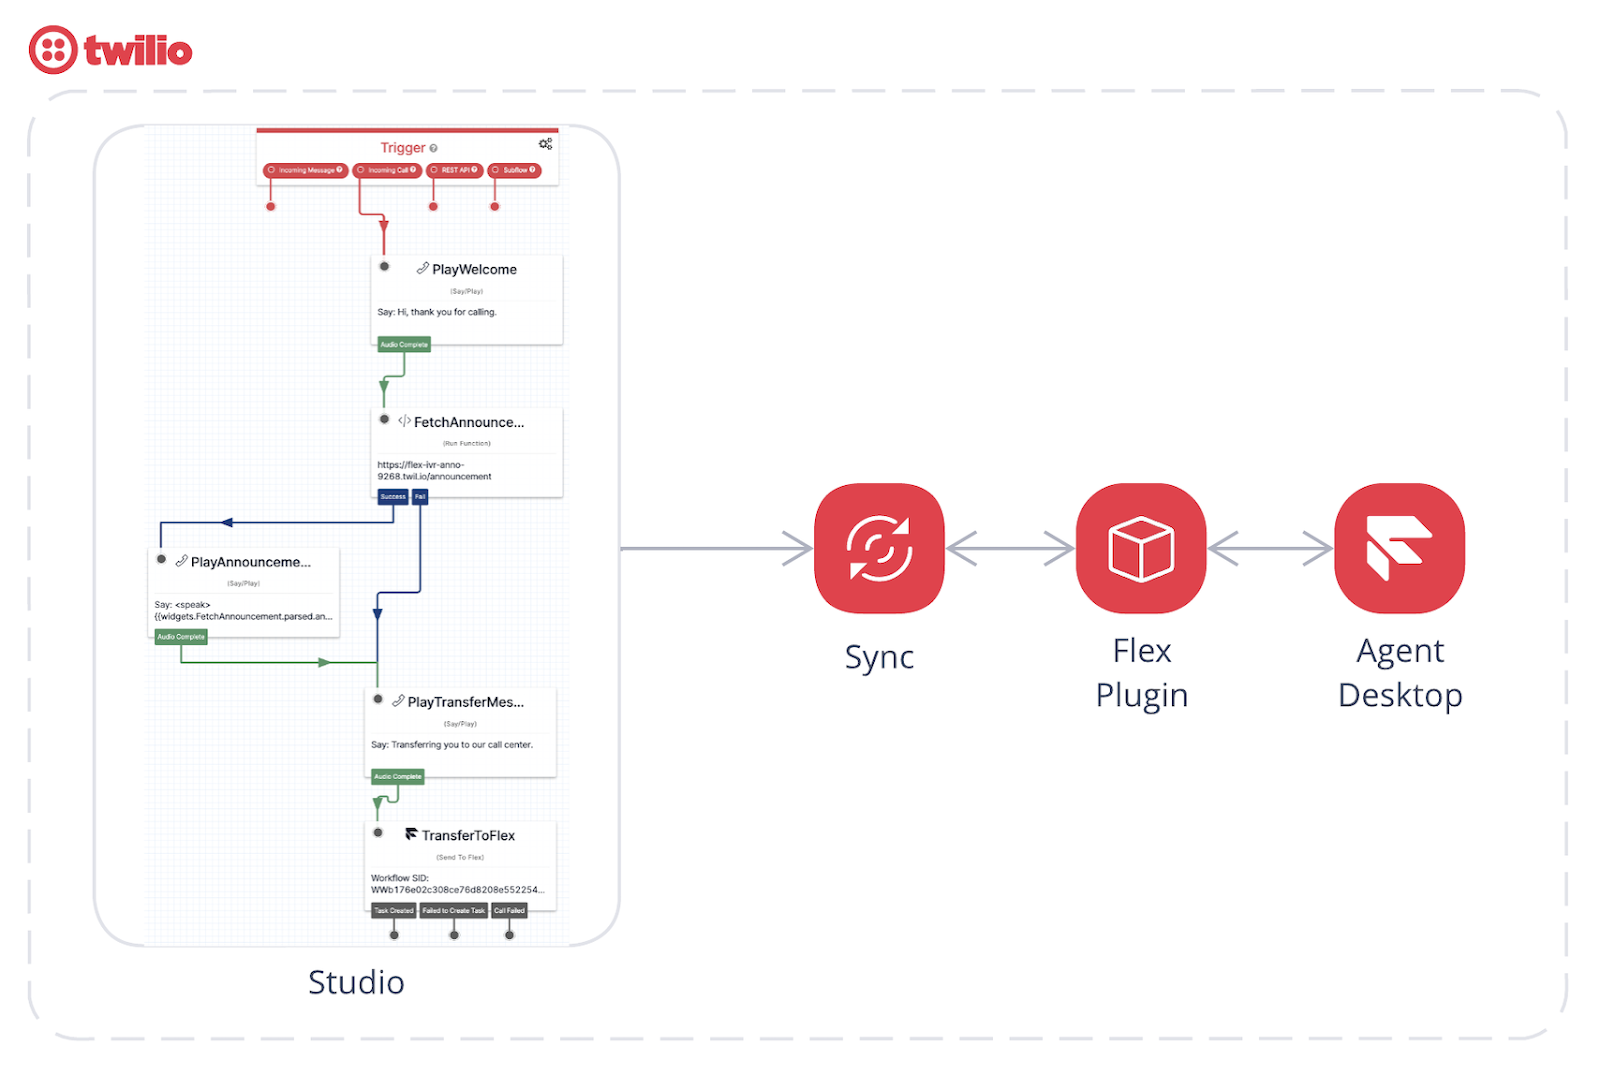 twilio
Trigger
Incoming Message
Incoming Call
REST API
Subflow
PlayWelcome
(Say/Play)
Say: Hi, thank you for calling.
Audio Complete
FetchAnnounce...
(Run Function)
https://flex-ivr-anno-
9268.twil.io/announcement
Success
Fail
PlayAnnounceme...
(Say/Play)
Say: <speak>
{{widgets.FetchAnnouncement.parsed.an...
Audio Complete
PlayTransferMes...
(Say/Play)
Say: Transferring you to our call center.
Audio Complete
TransferToFlex
(Send To Flex)
Workflow SID:
WWb176e02c308ce76d8208e552254...
Task Created
Failed to Create Task
Call Failed
Studio
Sync
Flex
Plugin
Agent
Desktop